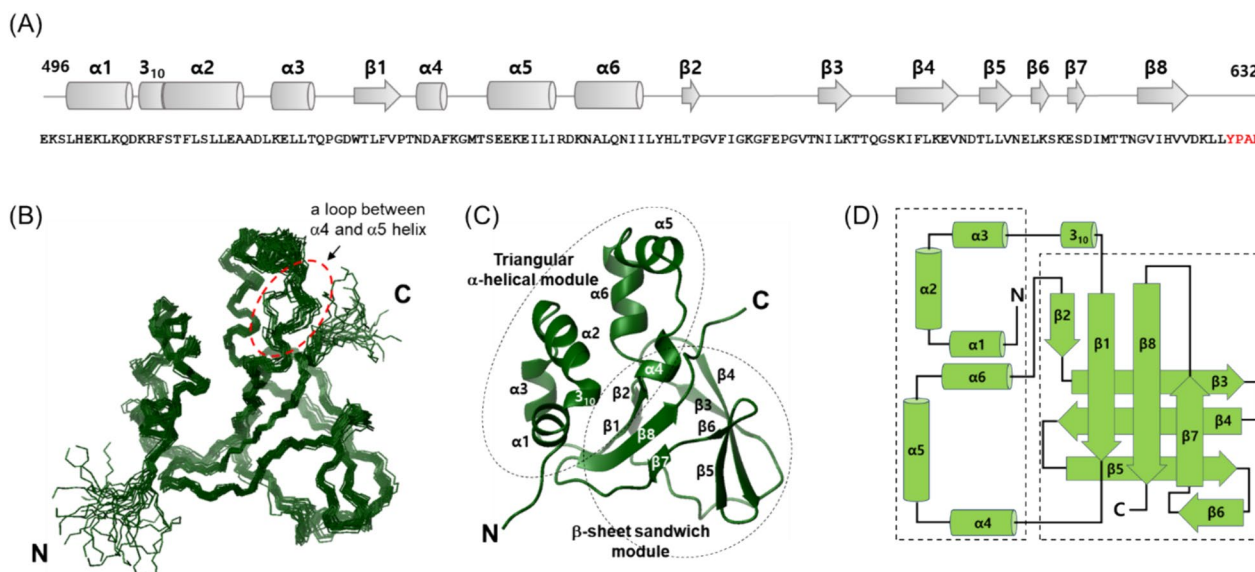 (A)
496 α1 3₁₀ α2 α3 β1 α4 α5 α6 β2 β3 β4 β5 β6 β7 β8 632
EKSLHEKLKQDKRFSTFLSLLEAADLKELLTQPGDWTLFVPTNDAFKGMTSEEKEILIRDKNALQNIILYHLTPGVFIGKGFEPGVTNILKTTQGSKIFLKEVNDTLLVNELKSKESDIMTTNGVIHVVDKLLYPA
(B)
a loop between
α4 and α5 helix
C
N
(C)
α5
Triangular
α-helical module
α6
C
α2
α4
β4
α3
3₁₀
β2
β3
β6
α1
β1
β8
β7
β5
N
β-sheet sandwich
module
(D)
α3
3₁₀
α2
N
β2
α1
β1
β8
α6
β3
β4
β7
α5
β5
C
β6
α4